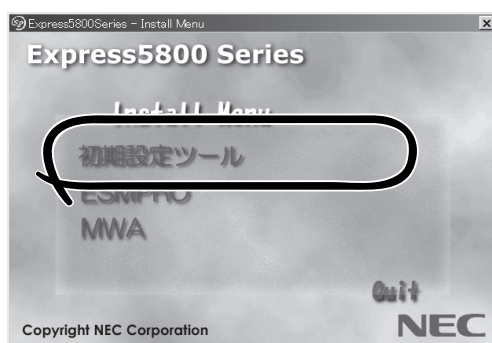 Express5800Series - Install Menu
Express5800 Series
Install Menu
初期設定ツール
ESMPRO
MWA
Quit
Copyright NEC Corporation
NEC